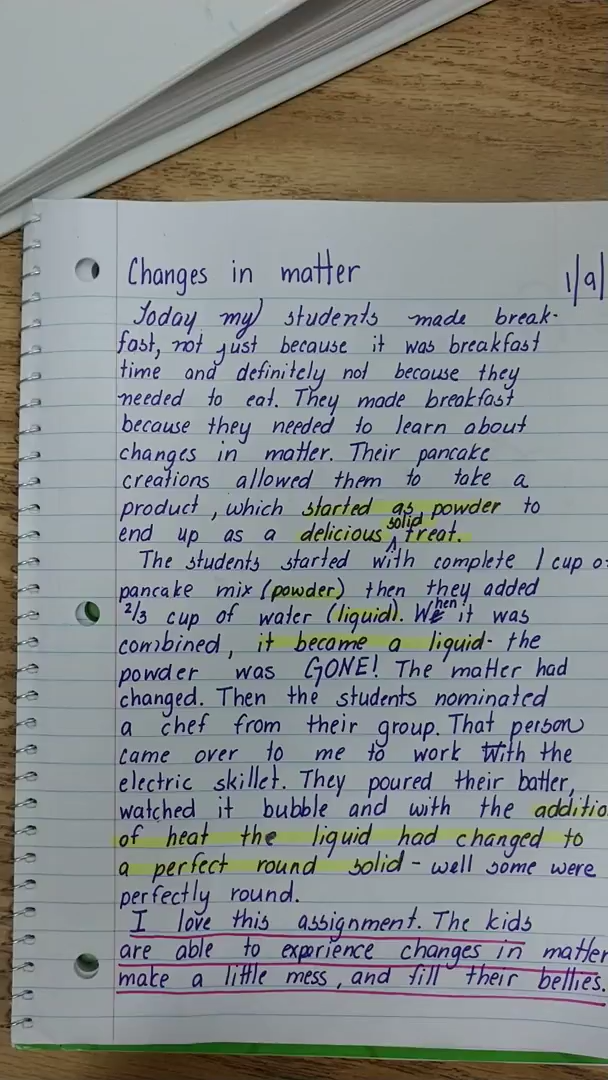 Changes in matter 1/9/
Today my students made break-
fast, not just because it was breakfast
time and definitely not because they
needed to eat. They made breakfast
because they needed to learn about
changes in matter. Their pancake
creations allowed them to take a
product, which started as powder to
end up as a delicious solid treat.
The students started with complete 1 cup of
pancake mix (powder) then they added
2/3 cup of water (liquid). When it was
combined, it became a liquid - the
powder was GONE! The matter had
changed. Then the students nominated
a chef from their group. That person
came over to me to work with the
electric skillet. They poured their batter,
watched it bubble and with the additio
of heat the liquid had changed to
a perfect round solid - well some were
perfectly round.
I love this assignment. The kids
are able to experience changes in matter
make a little mess, and fill their bellies.